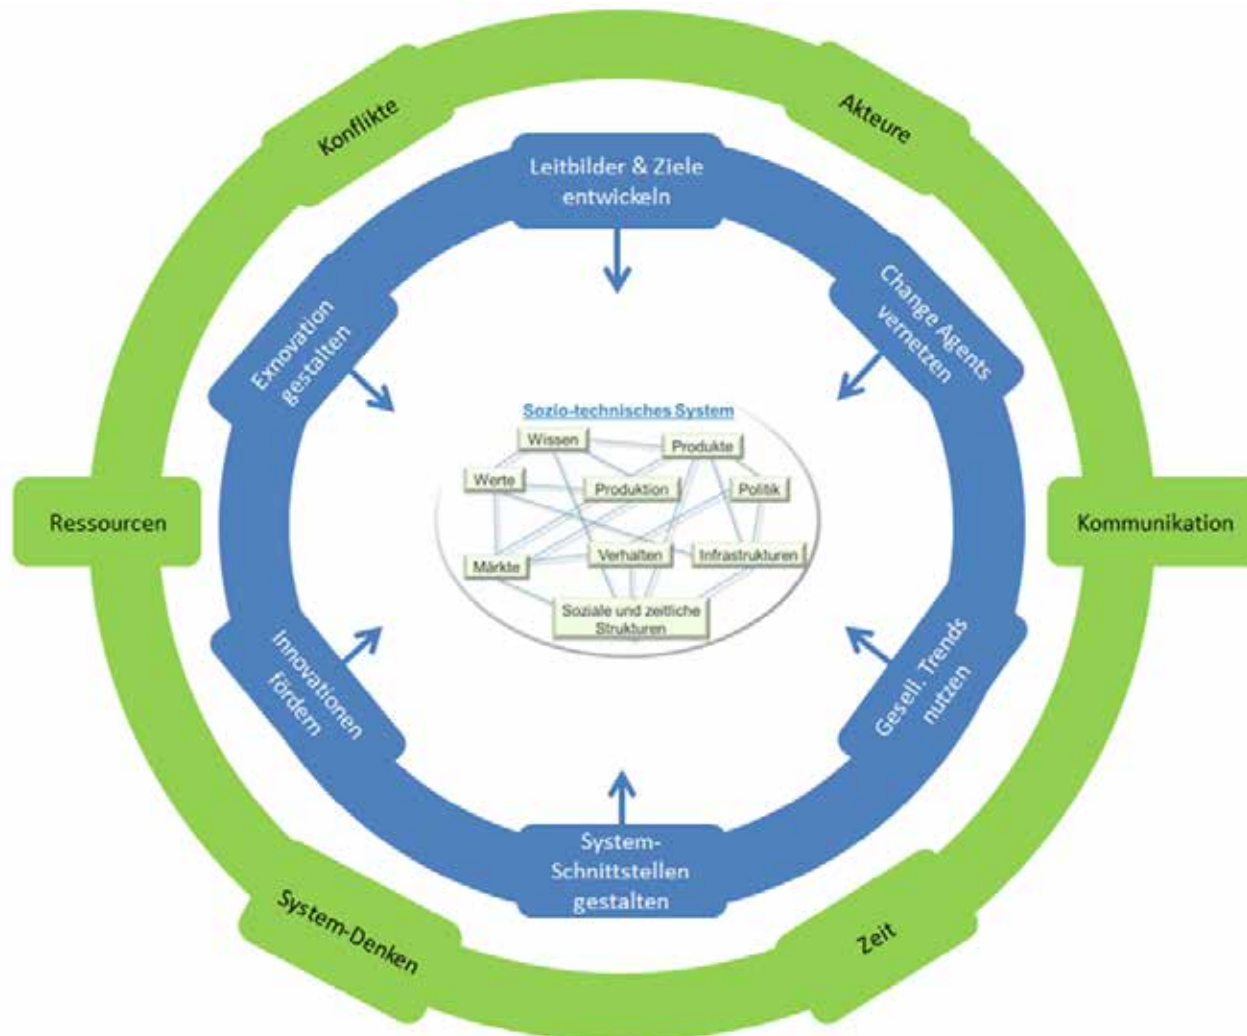 Konflikte
Akteure
Leitbilder & Ziele
entwickeln
Exnovation
gestalten
Change Agents
vernetzen
Sozio-technisches System
Wissen
Produkte
Werte
Produktion
Politik
Ressourcen
Kommunikation
Märkte
Verhalten
Infrastrukturen
Soziale und zeitliche
Strukturen
Innovationen
fördern
Gesell. Trends
nutzen
System-
Schnittstellen
gestalten
System-Denken
Zeit